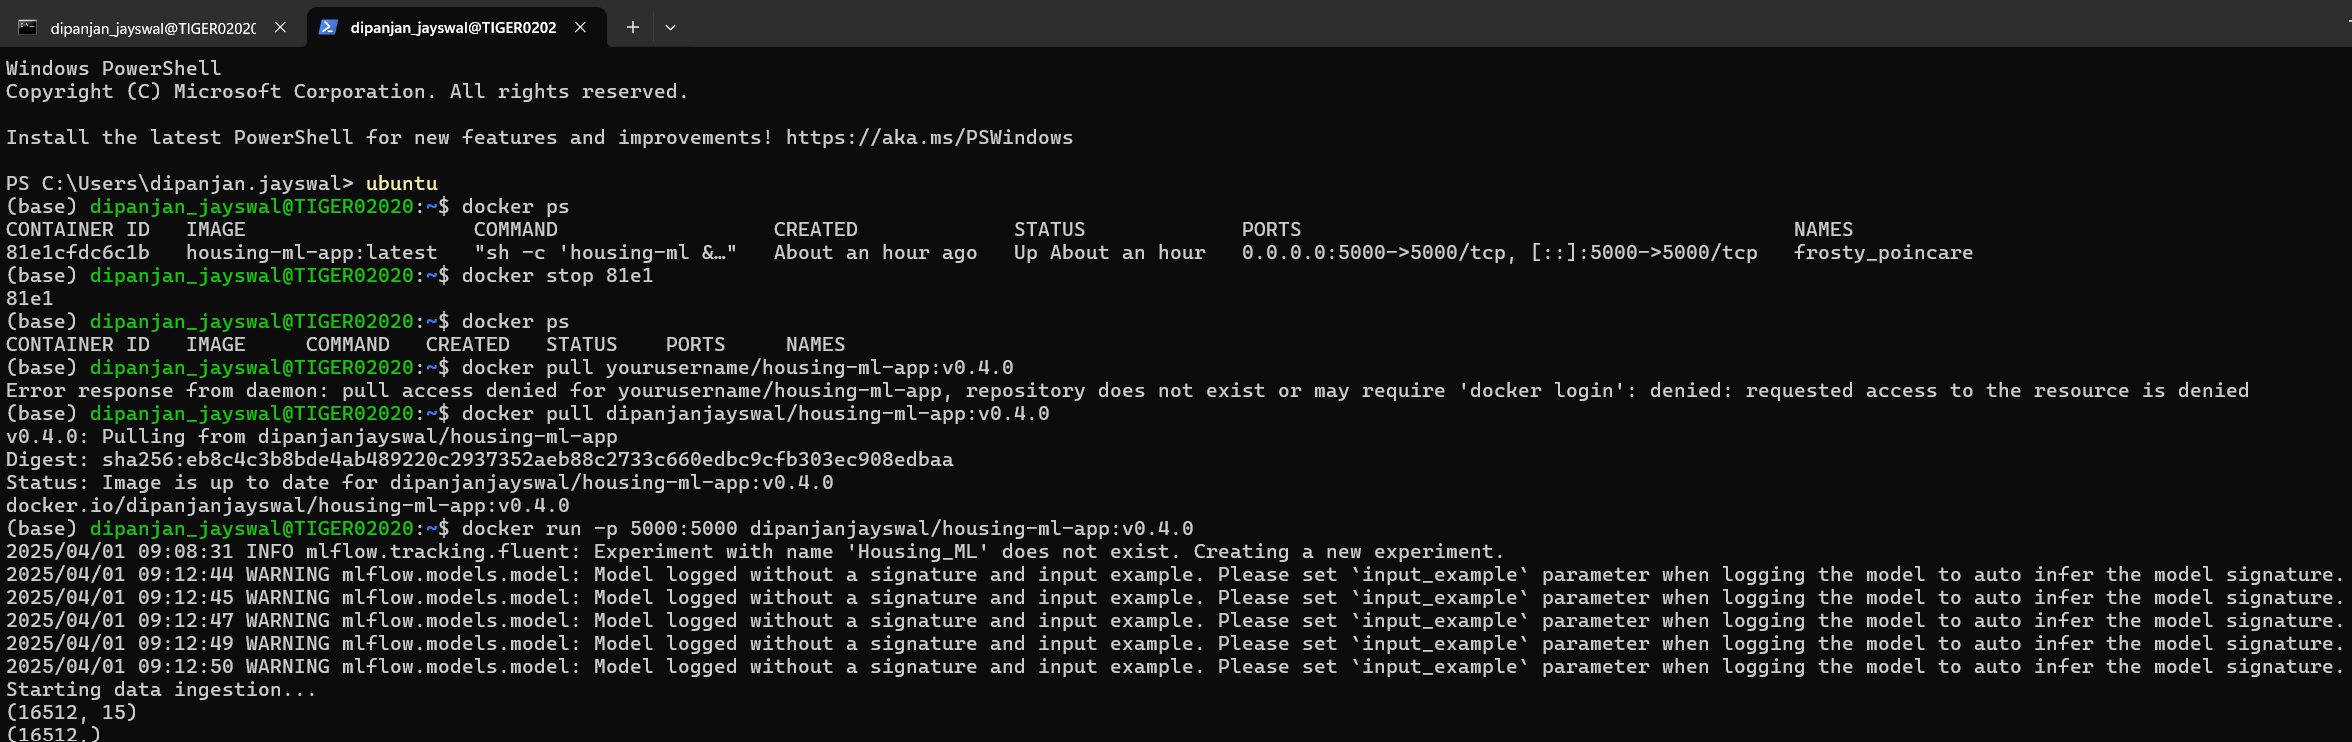 dipanjan_jayswal@TIGER02020
dipanjan_jayswal@TIGER0202
Windows PowerShell
Copyright (C) Microsoft Corporation. All rights reserved.
Install the latest PowerShell for new features and improvements! https://aka.ms/PSWindows
PS C:\Users\dipanjan.jayswal> ubuntu
(base) dipanjan_jayswal@TIGER02020:~$ docker ps
CONTAINER ID   IMAGE                   COMMAND                  CREATED             STATUS             PORTS                                         NAMES
81e1cfdc6c1b   housing-ml-app:latest   "sh -c 'housing-ml &…"   About an hour ago   Up About an hour   0.0.0.0:5000->5000/tcp, [::]:5000->5000/tcp   frosty_poincare
(base) dipanjan_jayswal@TIGER02020:~$ docker stop 81e1
81e1
(base) dipanjan_jayswal@TIGER02020:~$ docker ps
CONTAINER ID   IMAGE     COMMAND   CREATED   STATUS    PORTS     NAMES
(base) dipanjan_jayswal@TIGER02020:~$ docker pull yourusername/housing-ml-app:v0.4.0
Error response from daemon: pull access denied for yourusername/housing-ml-app, repository does not exist or may require 'docker login': denied: requested access to the resource is denied
(base) dipanjan_jayswal@TIGER02020:~$ docker pull dipanjanjayswal/housing-ml-app:v0.4.0
v0.4.0: Pulling from dipanjanjayswal/housing-ml-app
Digest: sha256:eb8c4c3b8bde4ab489220c2937352aeb88c2733c660edbc9cfb303ec908edbaa
Status: Image is up to date for dipanjanjayswal/housing-ml-app:v0.4.0
docker.io/dipanjanjayswal/housing-ml-app:v0.4.0
(base) dipanjan_jayswal@TIGER02020:~$ docker run -p 5000:5000 dipanjanjayswal/housing-ml-app:v0.4.0
2025/04/01 09:08:31 INFO mlflow.tracking.fluent: Experiment with name 'Housing_ML' does not exist. Creating a new experiment.
2025/04/01 09:12:44 WARNING mlflow.models.model: Model logged without a signature and input example. Please set `input_example` parameter when logging the model to auto infer the model signature.
2025/04/01 09:12:45 WARNING mlflow.models.model: Model logged without a signature and input example. Please set `input_example` parameter when logging the model to auto infer the model signature.
2025/04/01 09:12:47 WARNING mlflow.models.model: Model logged without a signature and input example. Please set `input_example` parameter when logging the model to auto infer the model signature.
2025/04/01 09:12:49 WARNING mlflow.models.model: Model logged without a signature and input example. Please set `input_example` parameter when logging the model to auto infer the model signature.
2025/04/01 09:12:50 WARNING mlflow.models.model: Model logged without a signature and input example. Please set `input_example` parameter when logging the model to auto infer the model signature.
Starting data ingestion...
(16512, 15)
(16512,)